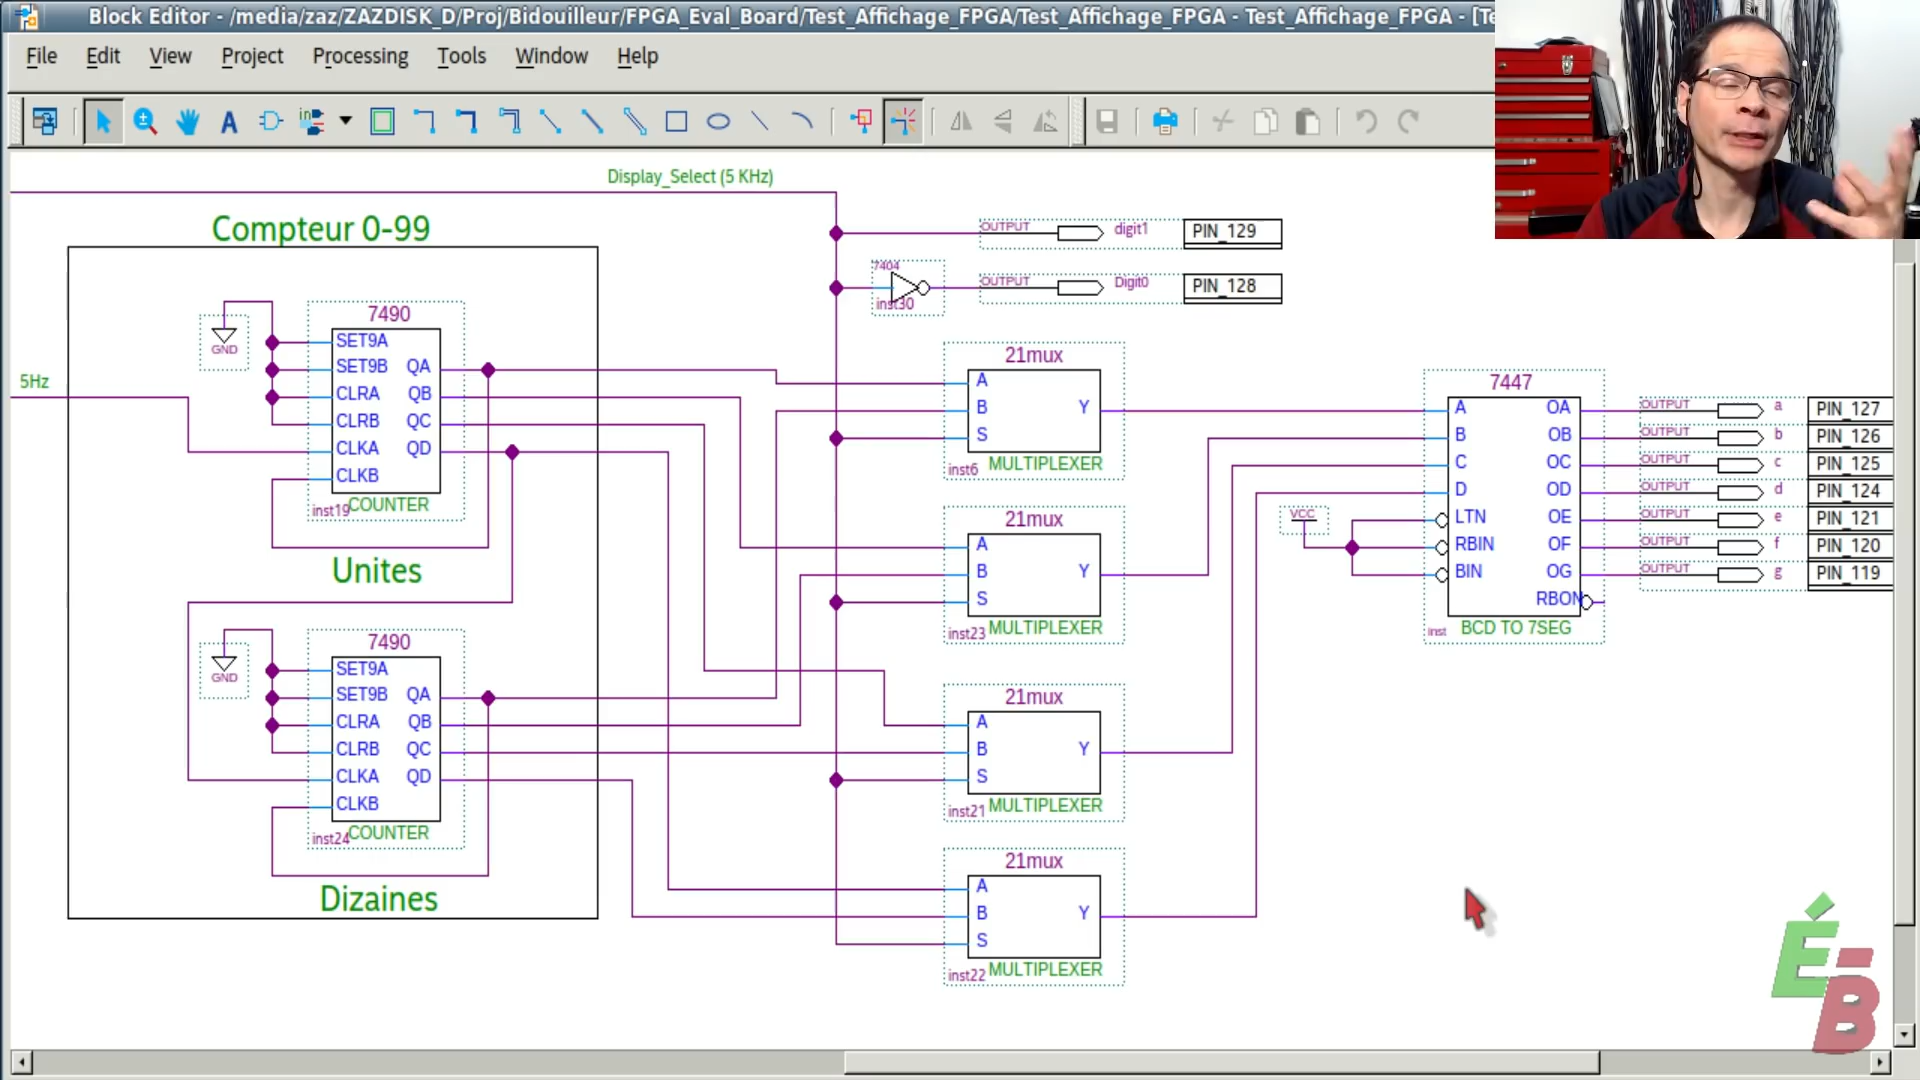 Block Editor - /media/zaz/ZAZDISK_D/Proj/Bidouilleur/FPGA_Eval_Board/Test_Affichage_FPGA/Test_Affichage_FPGA - Test_Affichage_FPGA - [Te
File Edit View Project Processing Tools Window Help
Display_Select (5 KHz)
Compteur 0-99
OUTPUT digit1 PIN_129
7404
inst30
OUTPUT Digit0 PIN_128
5Hz
GND
7490
SET9A
SET9B QA
CLRA QB
CLRB QC
CLKA QD
CLKB
inst19 COUNTER
Unites
GND
7490
SET9A
SET9B QA
CLRA QB
CLRB QC
CLKA QD
CLKB
inst24 COUNTER
Dizaines
21mux
A
B Y
S
inst6 MULTIPLEXER
21mux
A
B Y
S
inst23 MULTIPLEXER
21mux
A
B Y
S
inst21 MULTIPLEXER
21mux
A
B Y
S
inst22 MULTIPLEXER
VCC
7447
A OA
B OB
C OC
D OD
LTN OE
RBIN OF
BIN OG
RBON
inst BCD TO 7SEG
OUTPUT a PIN_127
OUTPUT b PIN_126
OUTPUT c PIN_125
OUTPUT d PIN_124
OUTPUT e PIN_121
OUTPUT f PIN_120
OUTPUT g PIN_119
É
B